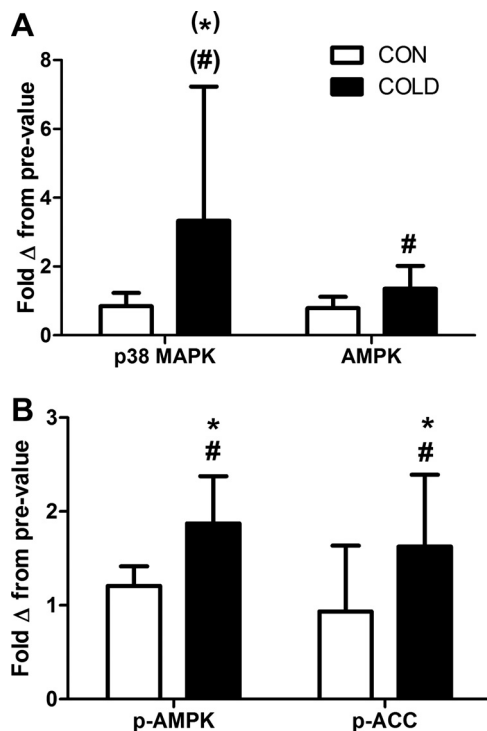 A
(*)
(#)
CON
COLD
8
6
4
2
0
Fold Δ from pre-value
#
p38 MAPK
AMPK
B
3
2
1
0
Fold Δ from pre-value
*
#
*
#
p-AMPK
p-ACC